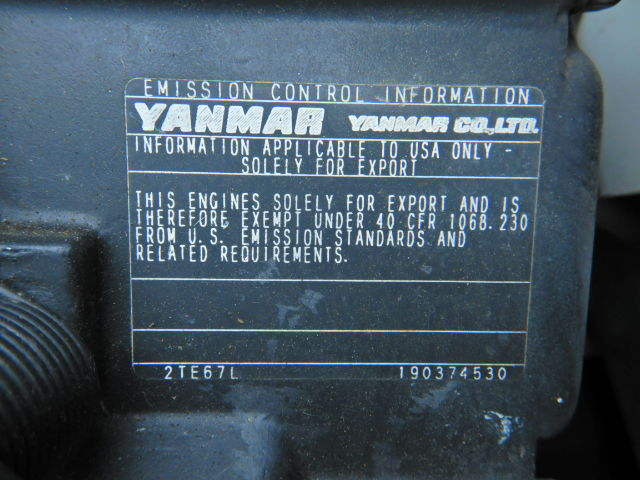 EMISSION CONTROL INFORMATION
YANMAR YANMAR CO.,LTD.
INFORMATION APPLICABLE TO USA ONLY -
SOLELY FOR EXPORT
THIS ENGINES SOLELY FOR EXPORT AND IS
THEREFORE EXEMPT UNDER 40 CFR 1068.230
FROM U.S. EMISSION STANDARDS AND
RELATED REQUIREMENTS.
2TE67L 190374530